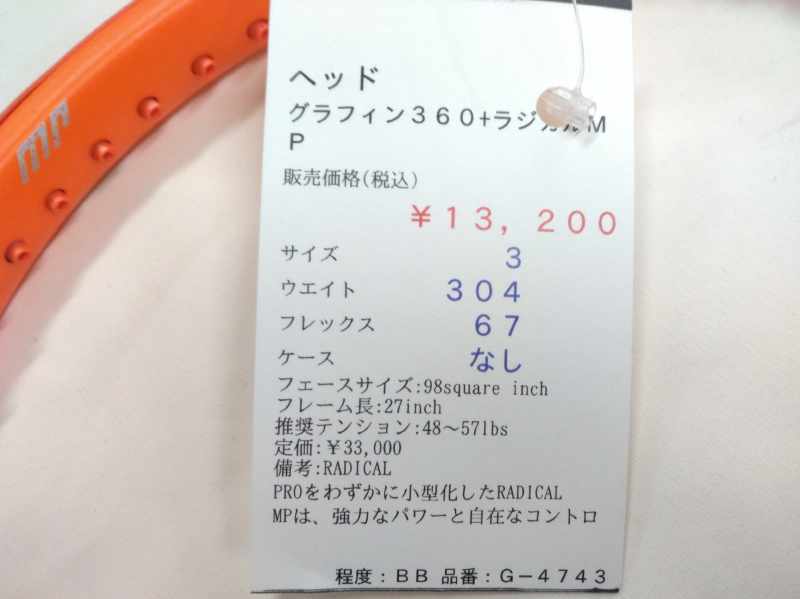 MP
ヘッド
グラフィン360+ラジカルM
P
販売価格(税込)
¥13,200
サイズ 3
ウエイト 304
フレックス 67
ケース なし
フェースサイズ:98square inch
フレーム長:27inch
推奨テンション:48～57lbs
定価:¥33,000
備考:RADICAL
PROをわずかに小型化したRADICAL
MPは、強力なパワーと自在なコントロ
程度:BB 品番:G-4743